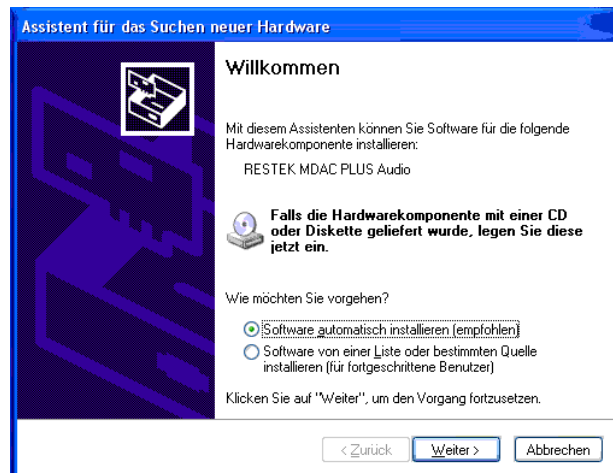 Assistent für das Suchen neuer Hardware
Willkommen
Mit diesem Assistenten können Sie Software für die folgende
Hardwarekomponente installieren:
RESTEK MDAC PLUS Audio
Falls die Hardwarekomponente mit einer CD
oder Diskette geliefert wurde, legen Sie diese
jetzt ein.
Wie möchten Sie vorgehen?
Software automatisch installieren (empfohlen)
Software von einer Liste oder bestimmten Quelle
installieren (für fortgeschrittene Benutzer)
Klicken Sie auf "Weiter", um den Vorgang fortzusetzen.
< Zurück Weiter > Abbrechen